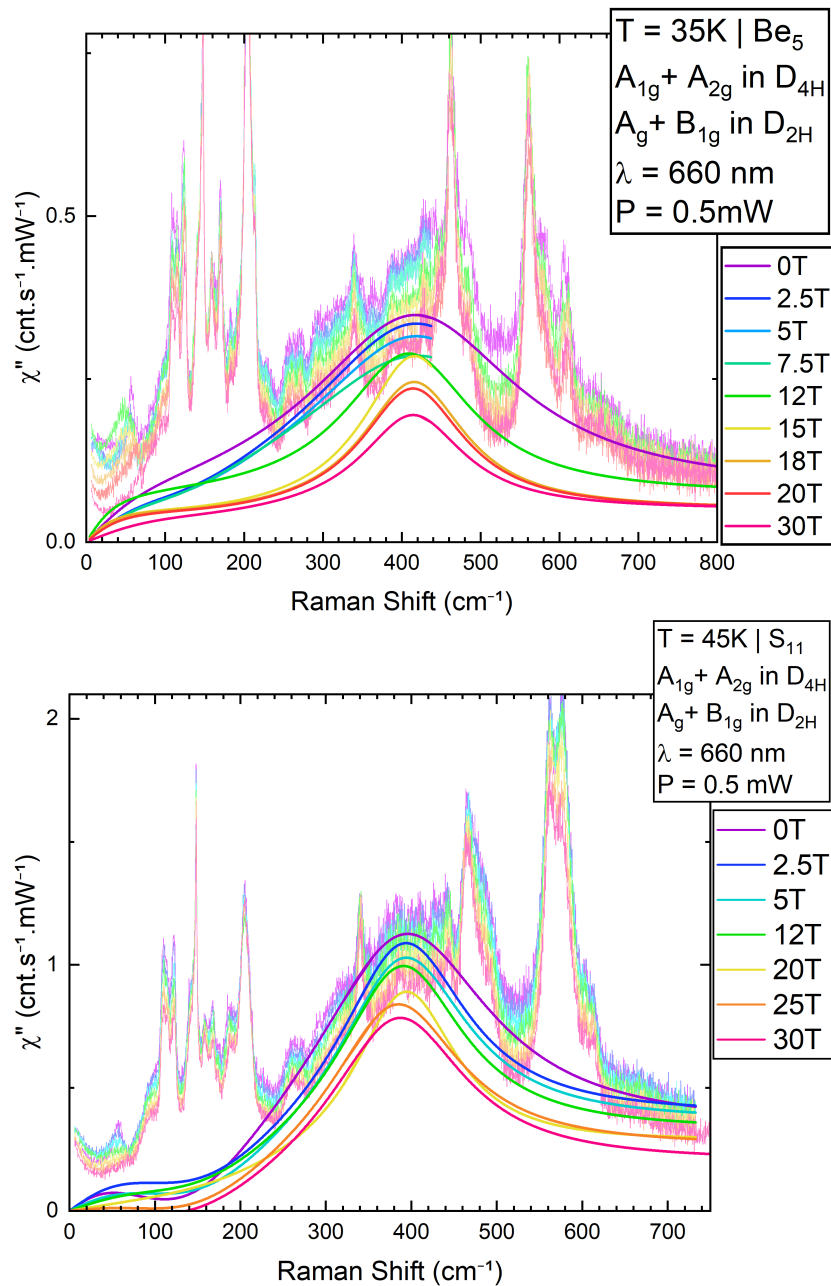 T = 35K | Be₅
A₁g+ A₂g in D₄H
Ag+ B₁g in D₂H
λ = 660 nm
P = 0.5mW
0.5
0.0
χ" (cnt.s⁻¹.mW⁻¹)
0T
2.5T
5T
7.5T
12T
15T
18T
20T
30T
0 100 200 300 400 500 600 700 800
Raman Shift (cm⁻¹)
T = 45K | S₁₁
A₁g+ A₂g in D₄H
Ag+ B₁g in D₂H
λ = 660 nm
P = 0.5 mW
2
1
0
χ" (cnt.s⁻¹.mW⁻¹)
0T
2.5T
5T
12T
20T
25T
30T
0 100 200 300 400 500 600 700
Raman Shift (cm⁻¹)